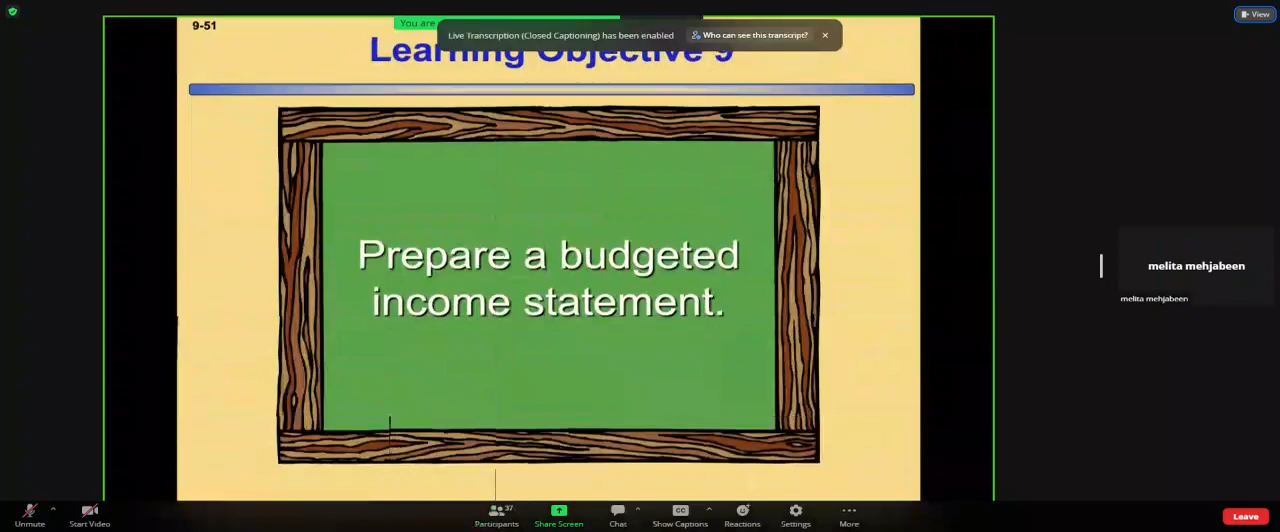 View
9-51
You are
Live Transcription (Closed Captioning) has been enabled
Who can see this transcript?
Learning Objective 9
Prepare a budgeted
income statement.
melita mehjabeen
melita mehjabeen
Unmute
Start Video
37
Participants
Share Screen
Chat
Show Captions
Reactions
Settings
More
Leave